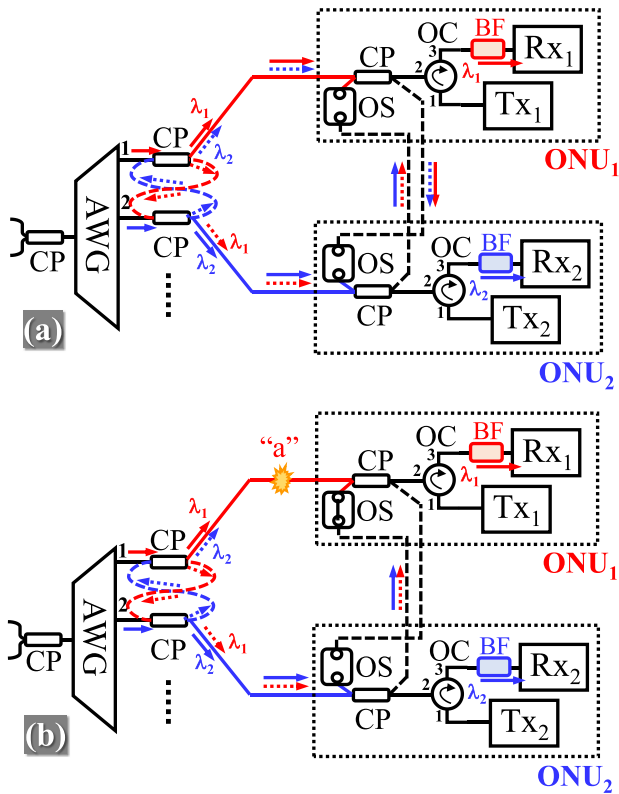 OC
BF
CP
3
Rx₁
2
λ₁
λ₁
CP
OS
1
Tx₁
1
λ₂
ONU₁
AWG
2
OC
BF
CP
CP
λ₁
OS
3
Rx₂
λ₂
2
λ₂
(a)
CP
1
Tx₂
ONU₂
"a"
OC
BF
CP
3
Rx₁
2
λ₁
λ₁
CP
OS
1
Tx₁
1
λ₂
ONU₁
AWG
2
OC
BF
CP
CP
λ₁
OS
3
Rx₂
λ₂
2
λ₂
(b)
CP
1
Tx₂
ONU₂